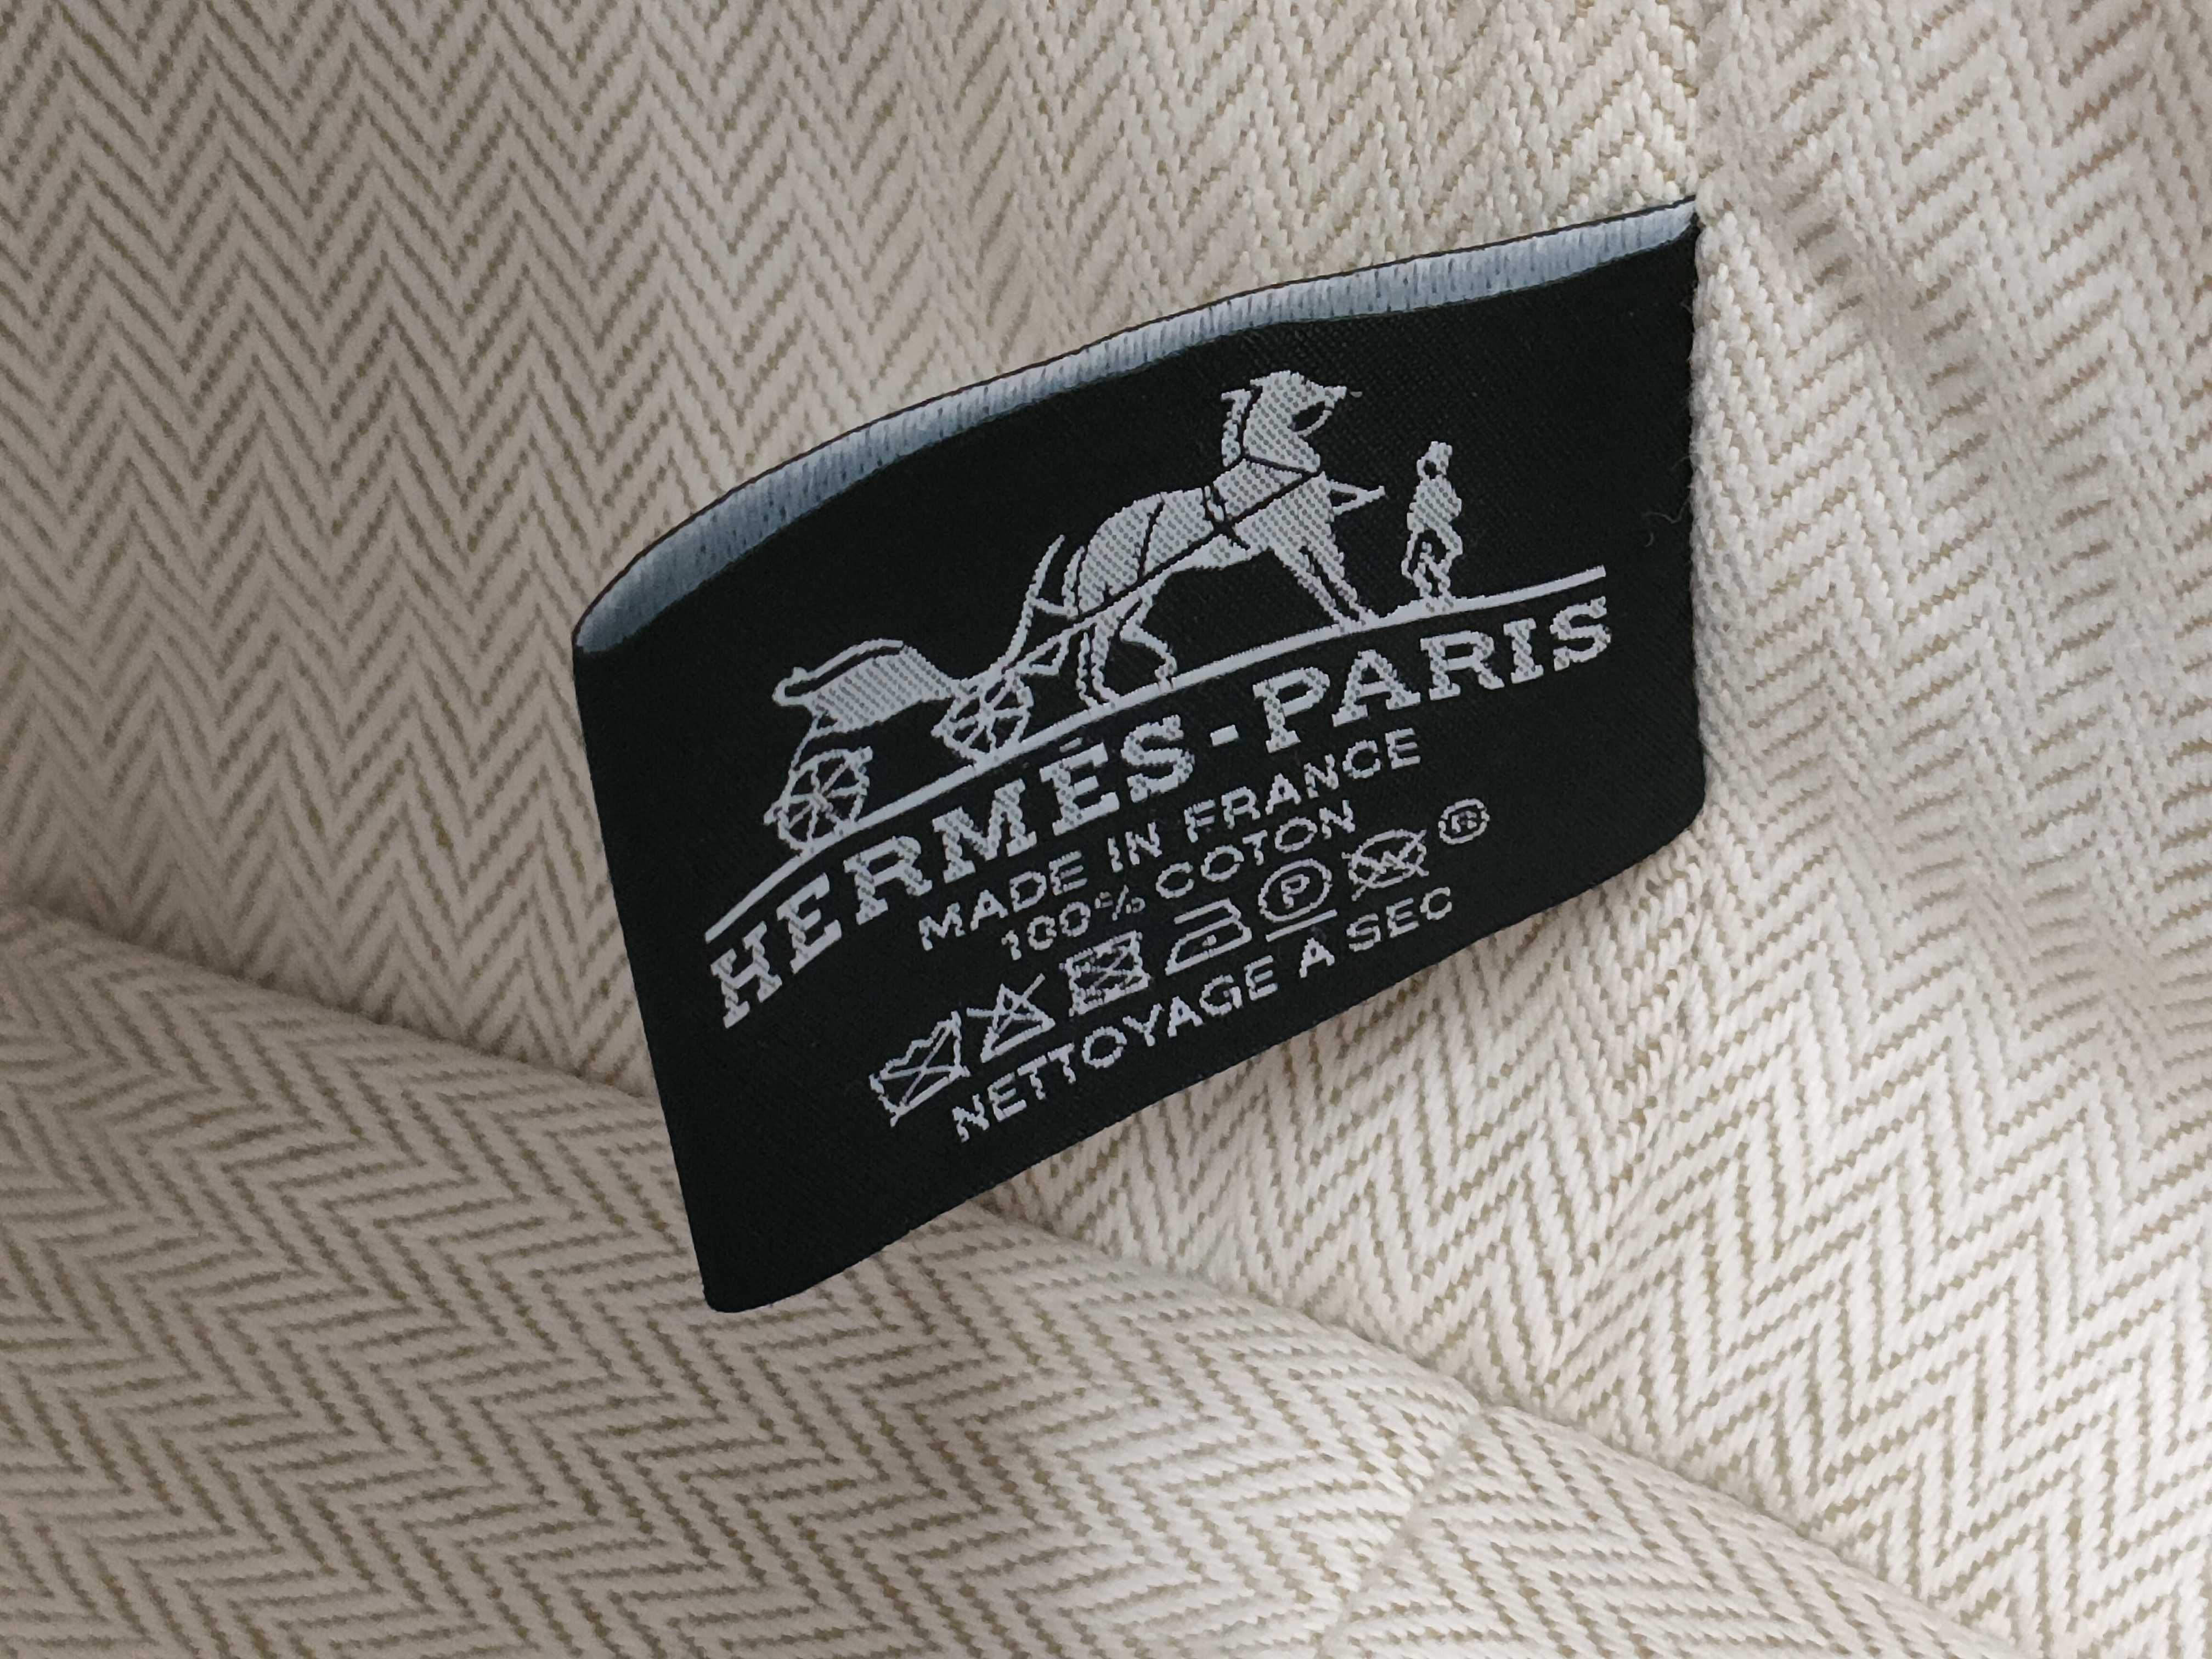 HERMÈS-PARIS
MADE IN FRANCE
100% COTON
P W ®
NETTOYAGE A SEC